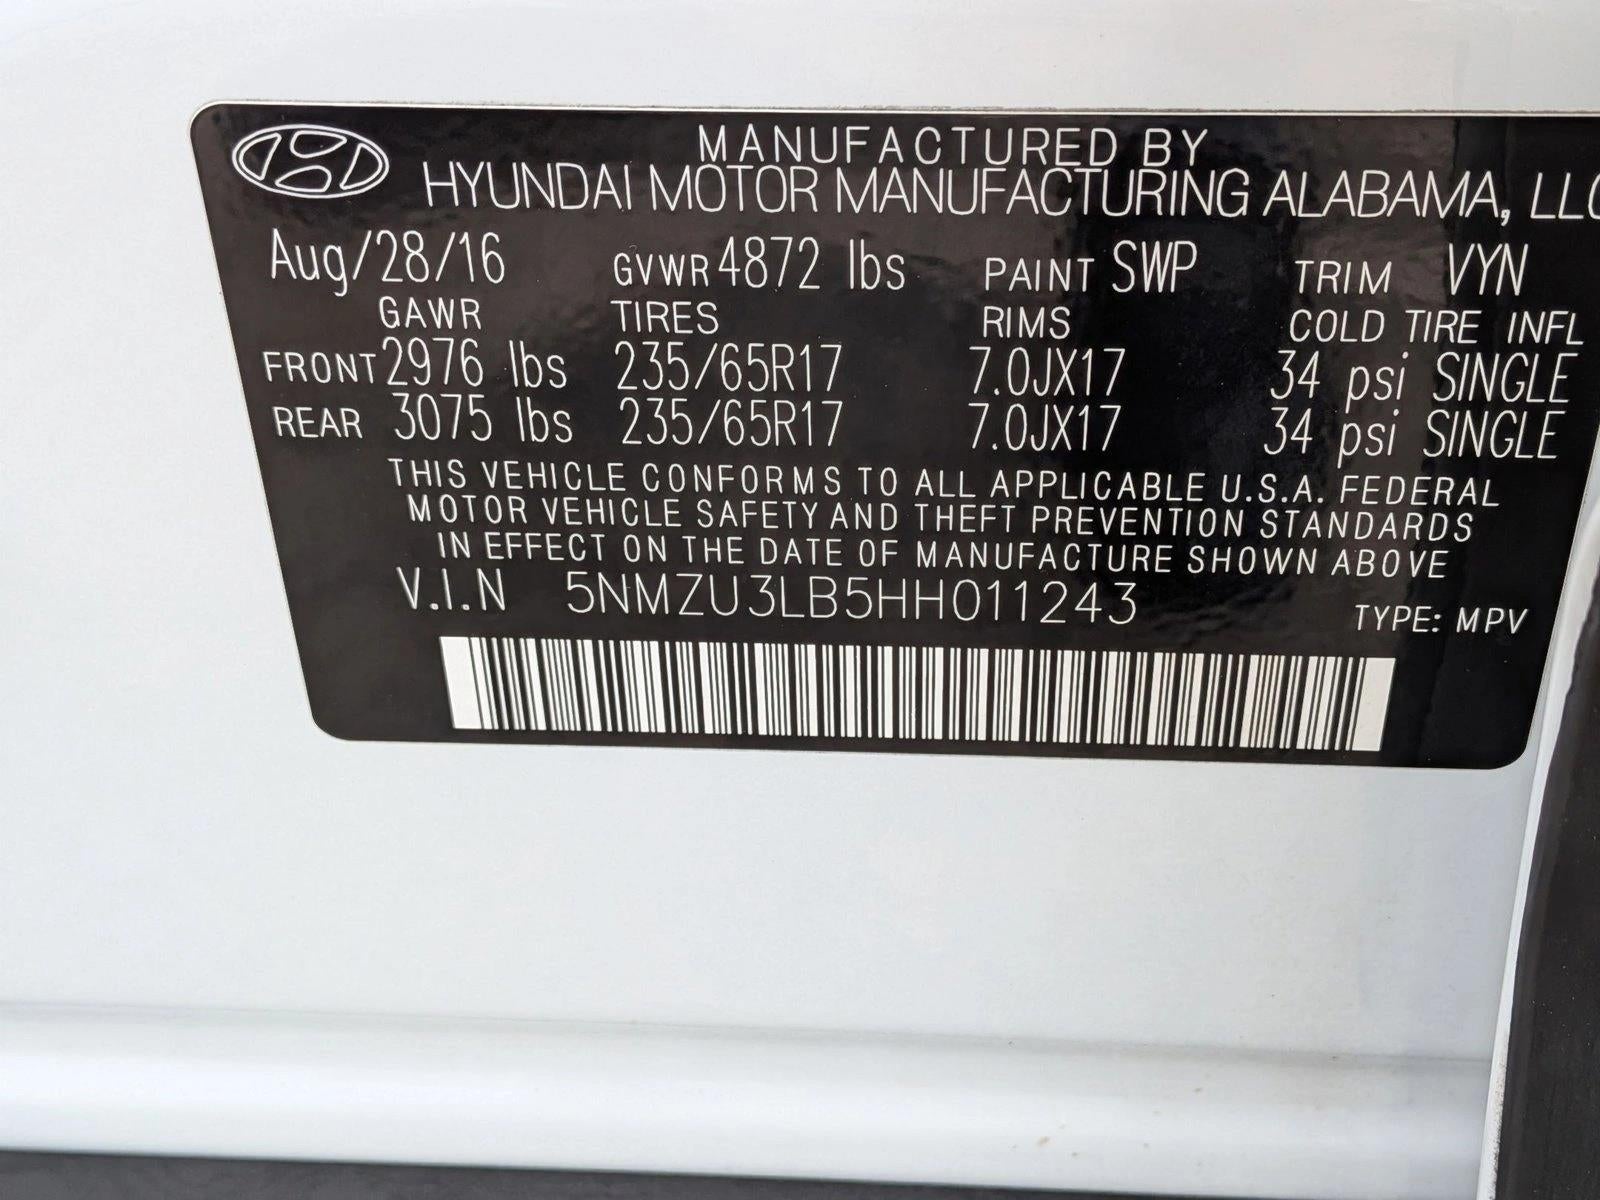 MANUFACTURED BY
HYUNDAI MOTOR MANUFACTURING ALABAMA, LLC
Aug/28/16 GVWR 4872 lbs PAINT SWP TRIM VYN
GAWR TIRES RIMS COLD TIRE INFL
FRONT 2976 lbs 235/65R17 7.0JX17 34 psi SINGLE
REAR 3075 lbs 235/65R17 7.0JX17 34 psi SINGLE
THIS VEHICLE CONFORMS TO ALL APPLICABLE U.S.A. FEDERAL
MOTOR VEHICLE SAFETY AND THEFT PREVENTION STANDARDS
IN EFFECT ON THE DATE OF MANUFACTURE SHOWN ABOVE
V.I.N 5NMZU3LB5HH011243 TYPE: MPV